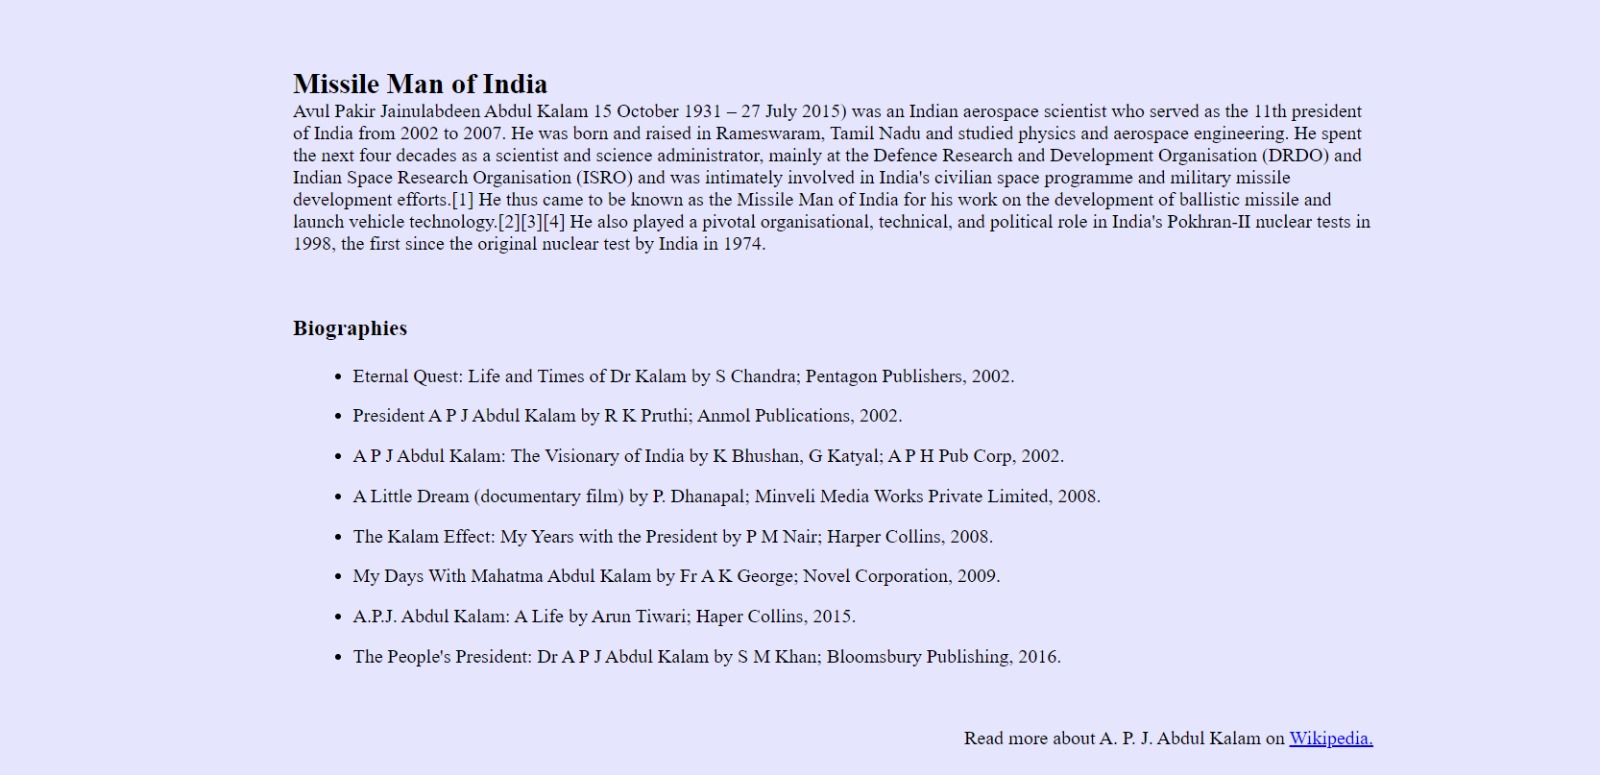 Missile Man of India
Avul Pakir Jainulabdeen Abdul Kalam 15 October 1931 – 27 July 2015) was an Indian aerospace scientist who served as the 11th president
of India from 2002 to 2007. He was born and raised in Rameswaram, Tamil Nadu and studied physics and aerospace engineering. He spent
the next four decades as a scientist and science administrator, mainly at the Defence Research and Development Organisation (DRDO) and
Indian Space Research Organisation (ISRO) and was intimately involved in India's civilian space programme and military missile
development efforts.[1] He thus came to be known as the Missile Man of India for his work on the development of ballistic missile and
launch vehicle technology.[2][3][4] He also played a pivotal organisational, technical, and political role in India's Pokhran-II nuclear tests in
1998, the first since the original nuclear test by India in 1974.
Biographies
• Eternal Quest: Life and Times of Dr Kalam by S Chandra; Pentagon Publishers, 2002.
• President A P J Abdul Kalam by R K Pruthi; Anmol Publications, 2002.
• A P J Abdul Kalam: The Visionary of India by K Bhushan, G Katyal; A P H Pub Corp, 2002.
• A Little Dream (documentary film) by P. Dhanapal; Minveli Media Works Private Limited, 2008.
• The Kalam Effect: My Years with the President by P M Nair; Harper Collins, 2008.
• My Days With Mahatma Abdul Kalam by Fr A K George; Novel Corporation, 2009.
• A.P.J. Abdul Kalam: A Life by Arun Tiwari; Haper Collins, 2015.
• The People's President: Dr A P J Abdul Kalam by S M Khan; Bloomsbury Publishing, 2016.
Read more about A. P. J. Abdul Kalam on Wikipedia.